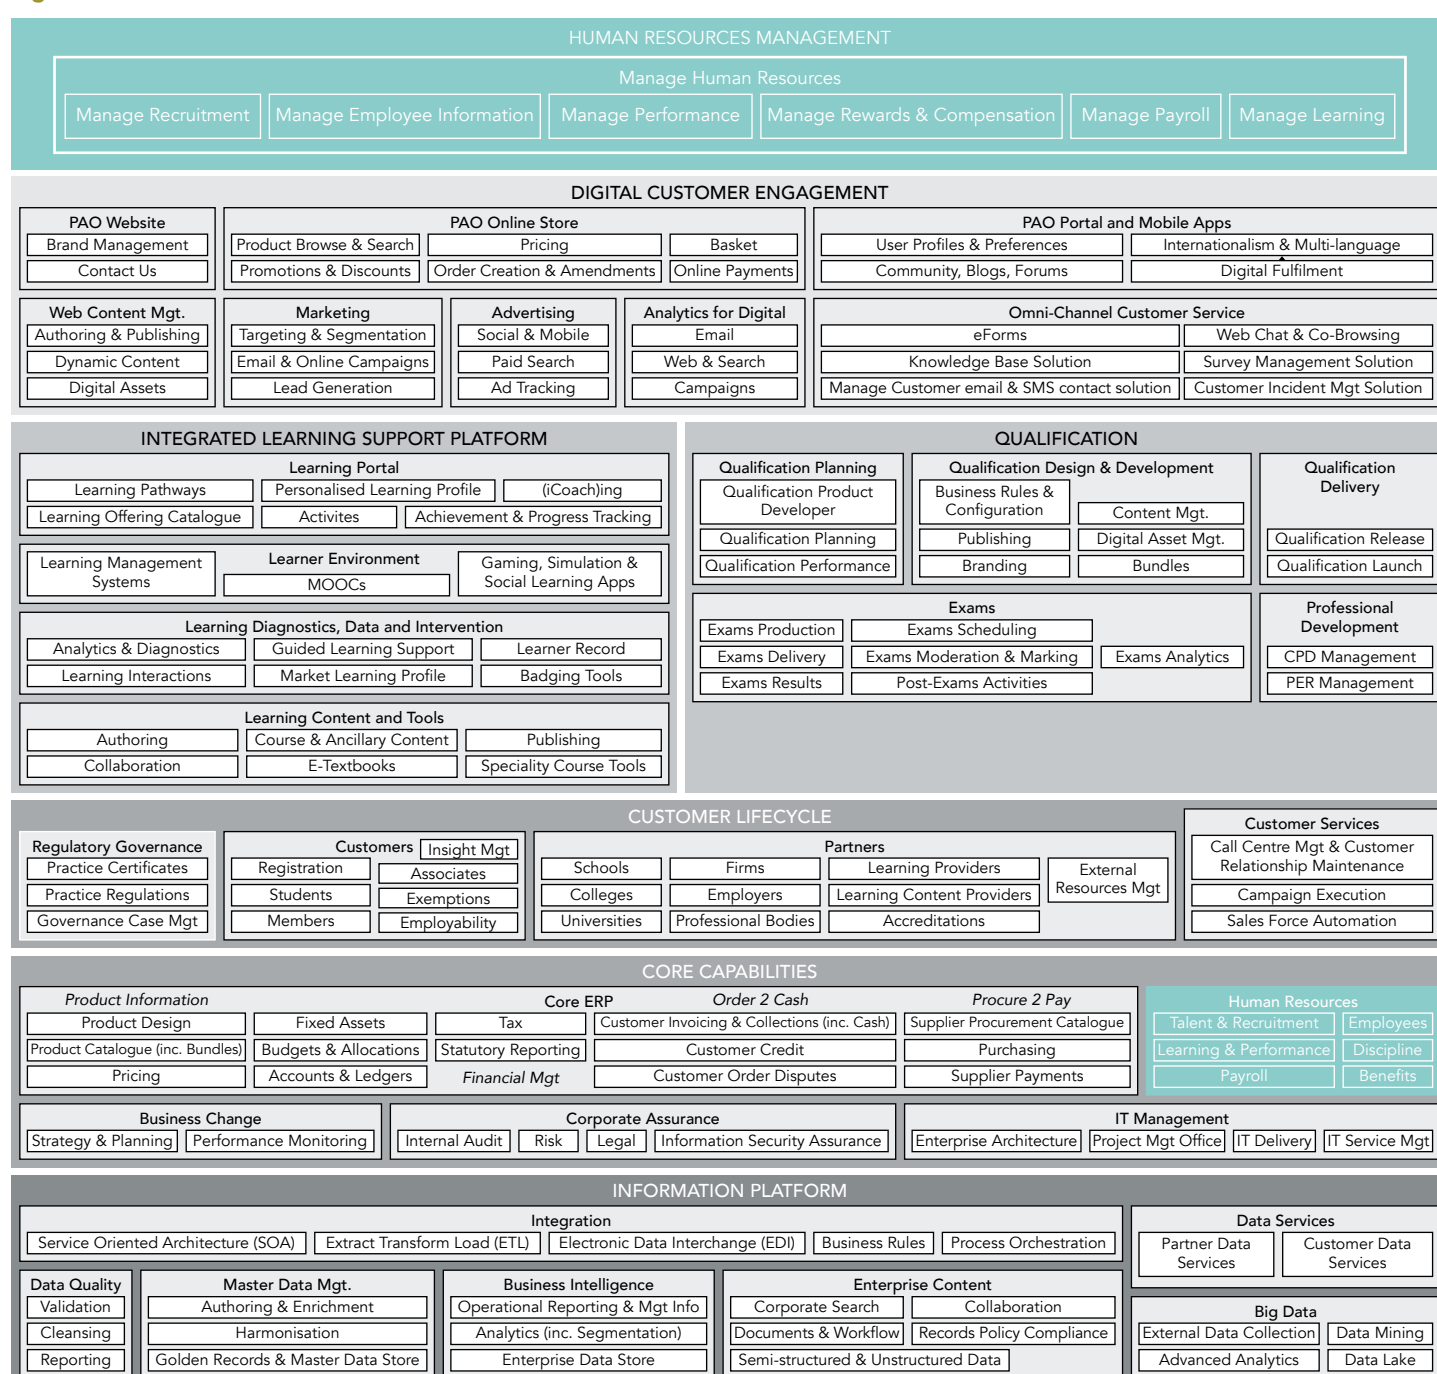 HUMAN RESOURCES MANAGEMENT
Manage Human Resources
Manage Recruitment
Manage Employee Information
Manage Performance
Manage Rewards & Compensation
Manage Payroll
Manage Learning
DIGITAL CUSTOMER ENGAGEMENT
PAO Website
Brand Management
Contact Us
PAO Online Store
Product Browse & Search
Pricing
Basket
Promotions & Discounts
Order Creation & Amendments
Online Payments
PAO Portal and Mobile Apps
User Profiles & Preferences
Internationalism & Multi-language
Community, Blogs, Forums
Digital Fulfilment
Web Content Mgt.
Authoring & Publishing
Dynamic Content
Digital Assets
Marketing
Targeting & Segmentation
Email & Online Campaigns
Lead Generation
Advertising
Social & Mobile
Paid Search
Ad Tracking
Analytics for Digital
Email
Web & Search
Campaigns
Omni-Channel Customer Service
eForms
Web Chat & Co-Browsing
Knowledge Base Solution
Survey Management Solution
Manage Customer email & SMS contact solution
Customer Incident Mgt Solution
INTEGRATED LEARNING SUPPORT PLATFORM
Learning Portal
Learning Pathways
Personalised Learning Profile
(iCoach)ing
Learning Offering Catalogue
Activites
Achievement & Progress Tracking
Learner Environment
Learning Management
Systems
MOOCs
Gaming, Simulation &
Social Learning Apps
Learning Diagnostics, Data and Intervention
Analytics & Diagnostics
Guided Learning Support
Learner Record
Learning Interactions
Market Learning Profile
Badging Tools
Learning Content and Tools
Authoring
Course & Ancillary Content
Publishing
Collaboration
E-Textbooks
Speciality Course Tools
QUALIFICATION
Qualification Planning
Qualification Product
Developer
Qualification Planning
Qualification Performance
Qualification Design & Development
Business Rules &
Configuration
Content Mgt.
Publishing
Digital Asset Mgt.
Branding
Bundles
Qualification
Delivery
Qualification Release
Qualification Launch
Exams
Exams Production
Exams Scheduling
Exams Delivery
Exams Moderation & Marking
Exams Analytics
Exams Results
Post-Exams Activities
Professional
Development
CPD Management
PER Management
CUSTOMER LIFECYCLE
Regulatory Governance
Practice Certificates
Practice Regulations
Governance Case Mgt
Customers
Insight Mgt
Registration
Associates
Students
Exemptions
Members
Employability
Partners
Schools
Firms
Learning Providers
External
Resources Mgt
Colleges
Employers
Learning Content Providers
Universities
Professional Bodies
Accreditations
Customer Services
Call Centre Mgt & Customer
Relationship Maintenance
Campaign Execution
Sales Force Automation
CORE CAPABILITIES
Product Information
Core ERP
Order 2 Cash
Procure 2 Pay
Product Design
Fixed Assets
Tax
Customer Invoicing & Collections (inc. Cash)
Supplier Procurement Catalogue
Product Catalogue (inc. Bundles)
Budgets & Allocations
Statutory Reporting
Customer Credit
Purchasing
Pricing
Accounts & Ledgers
Financial Mgt
Customer Order Disputes
Supplier Payments
Human Resources
Talent & Recruitment
Employees
Learning & Performance
Discipline
Payroll
Benefits
Business Change
Strategy & Planning
Performance Monitoring
Corporate Assurance
Internal Audit
Risk
Legal
Information Security Assurance
IT Management
Enterprise Architecture
Project Mgt Office
IT Delivery
IT Service Mgt
INFORMATION PLATFORM
Integration
Service Oriented Architecture (SOA)
Extract Transform Load (ETL)
Electronic Data Interchange (EDI)
Business Rules
Process Orchestration
Data Services
Partner Data
Services
Customer Data
Services
Data Quality
Validation
Cleansing
Reporting
Master Data Mgt.
Authoring & Enrichment
Harmonisation
Golden Records & Master Data Store
Business Intelligence
Operational Reporting & Mgt Info
Analytics (inc. Segmentation)
Enterprise Data Store
Enterprise Content
Corporate Search
Collaboration
Documents & Workflow
Records Policy Compliance
Semi-structured & Unstructured Data
Big Data
External Data Collection
Data Mining
Advanced Analytics
Data Lake